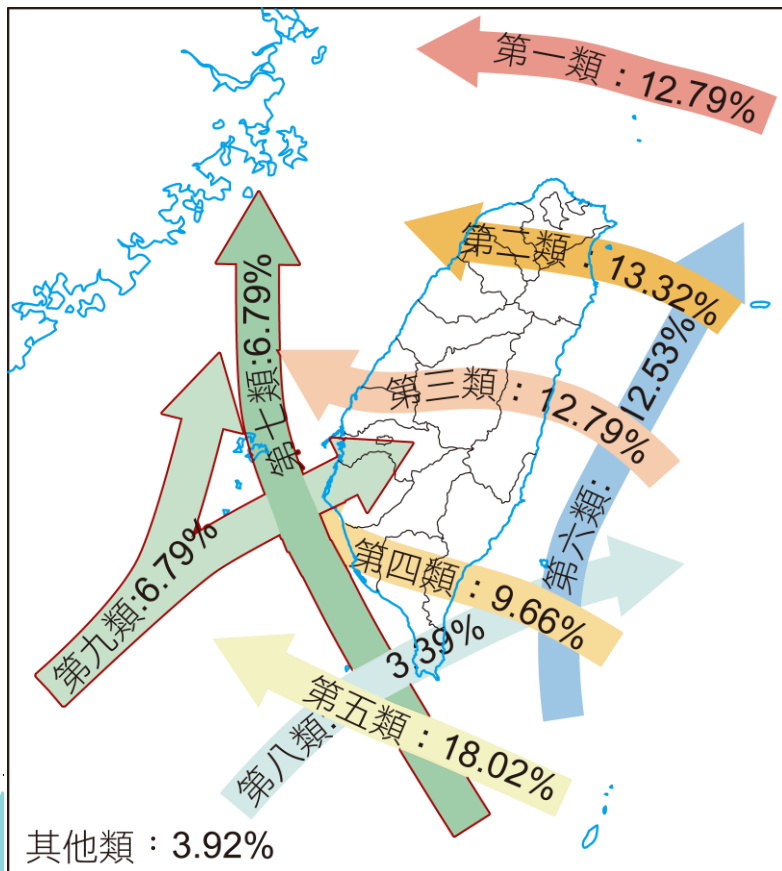 第一類：12.79%
第二類：13.32%
第三類：12.79%
第四類：9.66%
第五類：18.02%
第六類:12.53%
第七類:6.79%
第八類:3.39%
第九類:6.79%
其他類：3.92%